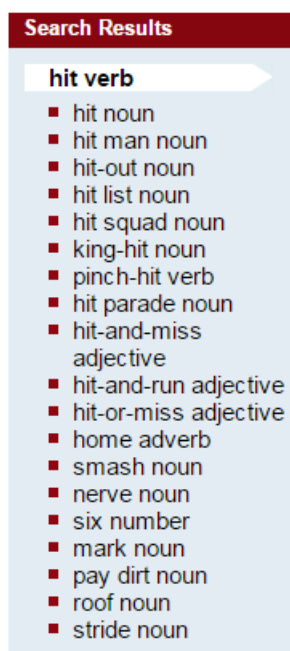 Search Results
hit verb
hit noun
hit man noun
hit-out noun
hit list noun
hit squad noun
king-hit noun
pinch-hit verb
hit parade noun
hit-and-miss
adjective
hit-and-run adjective
hit-or-miss adjective
home adverb
smash noun
nerve noun
six number
mark noun
pay dirt noun
roof noun
stride noun